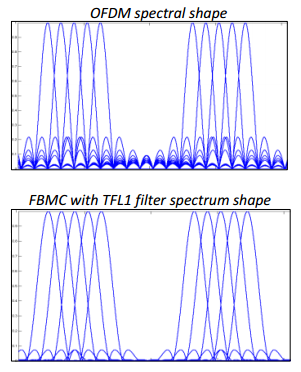 OFDM spectral shape
FBMC with TFL1 filter spectrum shape